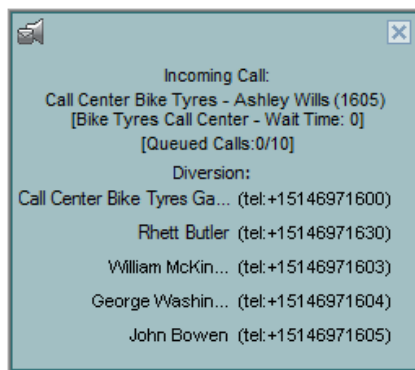 Incoming Call:
Call Center Bike Tyres - Ashley Wills (1605)
[Bike Tyres Call Center - Wait Time: 0]
[Queued Calls:0/10]
Diversion:
Call Center Bike Tyres Ga... (tel:+15146971600)
Rhett Butler (tel:+15146971630)
William McKin... (tel:+15146971603)
George Washin... (tel:+15146971604)
John Bowen (tel:+15146971605)